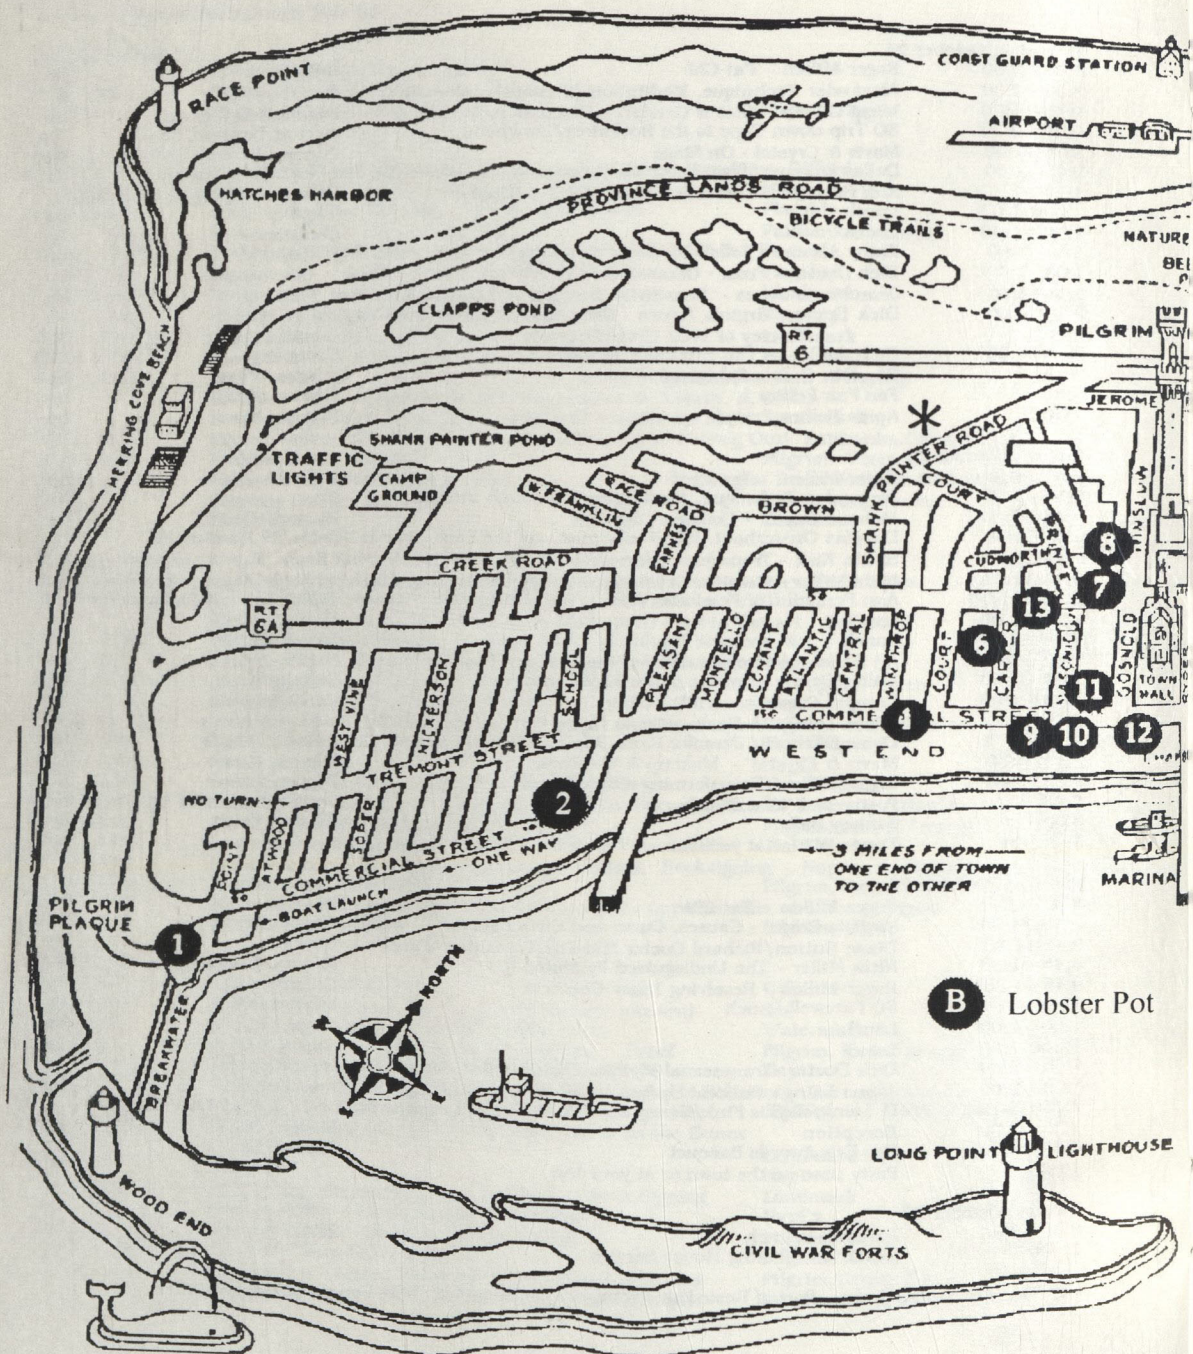 RACE POINT
COAST GUARD STATION
AIRPORT
HATCHES HARBOR
PROVINCE LANDS ROAD
BICYCLE TRAILS
NATURE
BE
CLAPPS POND
RT.
6
PILGRIM
JEROME
HERRING COVE BEACH
SHANK PAINTER POND
TRAFFIC
LIGHTS
CAMP
GROUND
W. FRANKLIN
RACE ROAD
BROWN
SHANK PAINTER ROAD
COURT
WINSLOW
CREEK ROAD
CUDWORTH
PRINCE
8
7
RT
6A
13
6
WEST VINE
NICKERSON
SCHOOL
PLEASANT
MONTELLO
CONANT
ATLANTIC
CENTRAL
WINTHROP
COURT
CARVER
MASONIC
GOSNOLD
TOWN
HALL
RYDER
11
150 COMMERCIAL STREET
4
9
10
12
WEST END
TREMONT STREET
NO TURN
2
POINT
ATWOOD
SOPER
COMMERCIAL STREET
ONE WAY
3 MILES FROM
ONE END OF TOWN
TO THE OTHER
MARINA
BOAT LAUNCH
PILGRIM
PLAQUE
1
NORTH
B Lobster Pot
BREAKWATER
WOOD END
LONG POINT LIGHTHOUSE
CIVIL WAR FORTS